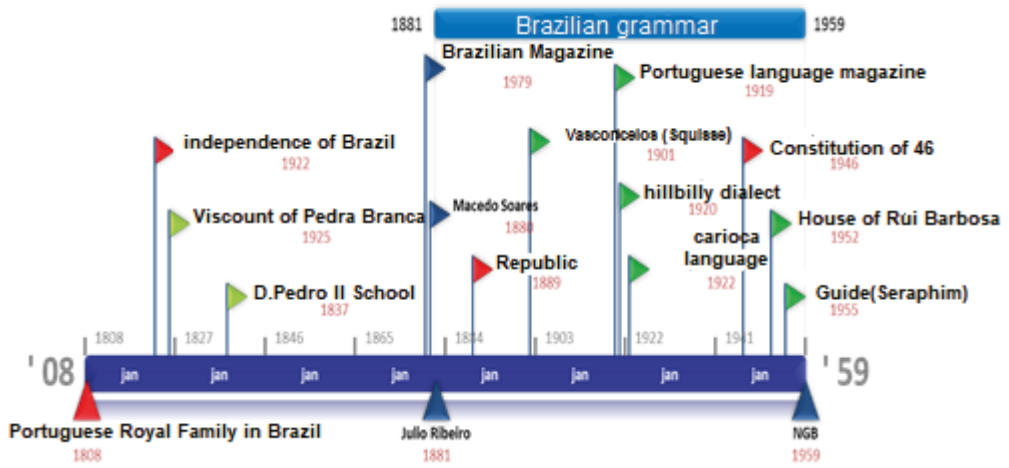 1881 Brazilian grammar 1959
Brazilian Magazine
1979
Portuguese language magazine
1919
independence of Brazil
1922
Vasconcelos (Squisse)
1901
Constitution of 46
1946
hillbilly dialect
1920
Viscount of Pedra Branca
1925
Macedo Soares
1880
House of Rui Barbosa
1952
carioca
language
1922
Republic
1889
D.Pedro II School
1837
Guide(Seraphim)
1955
1808 1827 1846 1865 1884 1903 1922 1941
'08 jan jan jan jan jan jan jan jan '59
Portuguese Royal Family in Brazil
1808
Julio Ribeiro
1881
NGB
1959